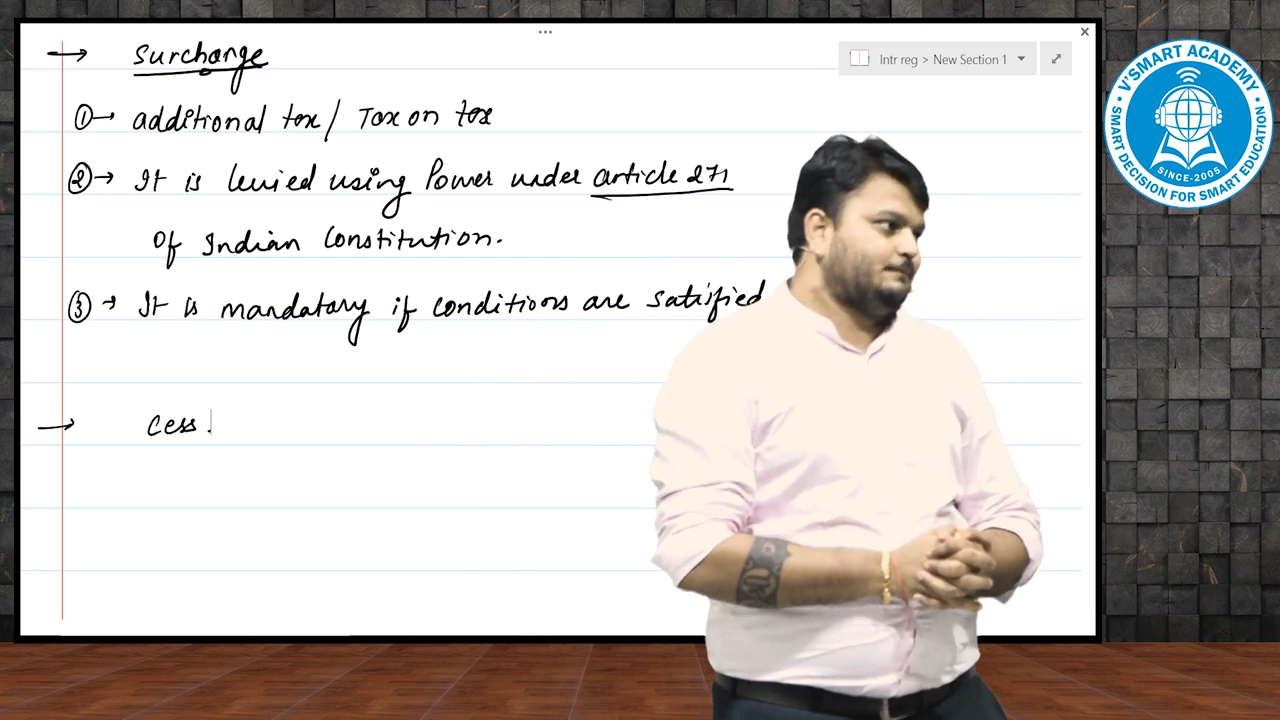 ...
→ Surcharge
Intr reg > New Section 1
①→ additional tax / Tax on tax
②→ It is levied using Power under article 271
of Indian Constitution.
③→ It is mandatory if conditions are satisfied
→ Cess.
V'SMART ACADEMY
SMART DECISION FOR SMART EDUCATION
SINCE-2005